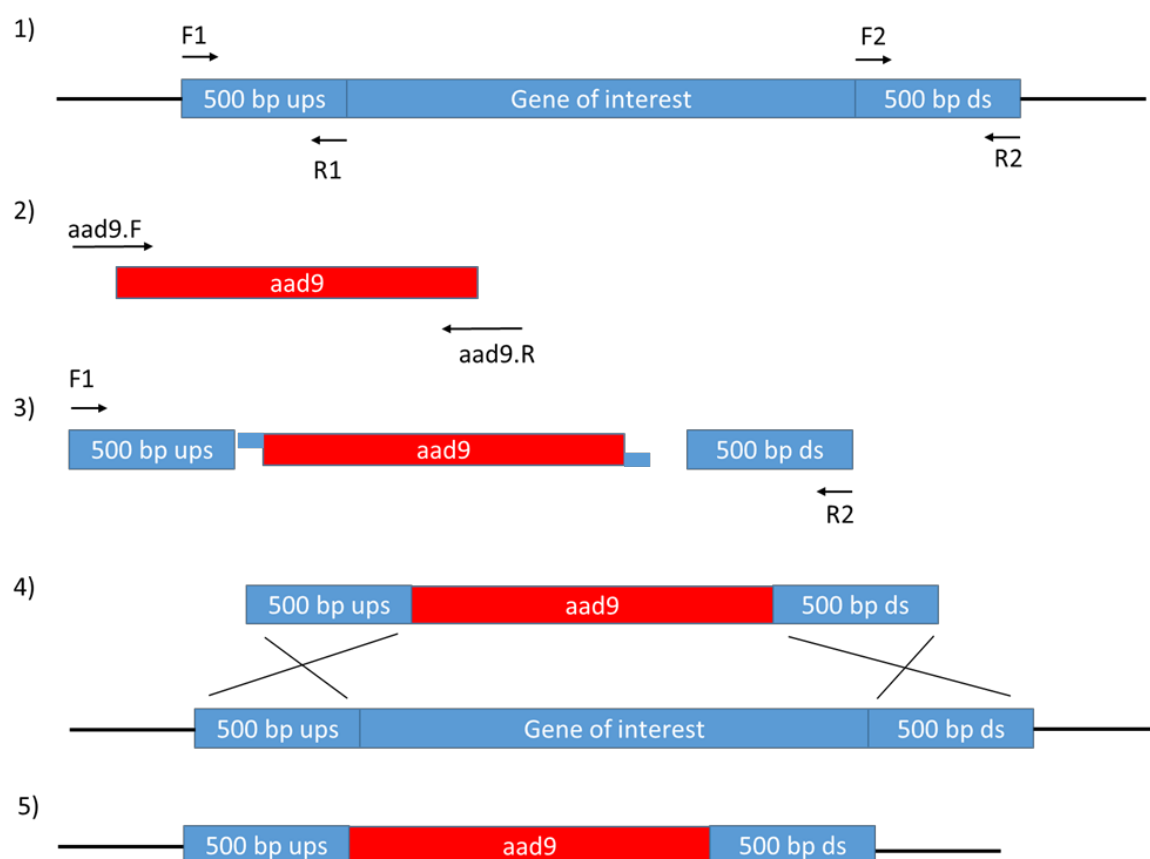 1)
F1
F2
500 bp ups
Gene of interest
500 bp ds
R1
R2
2)
aad9.F
aad9
aad9.R
F1
3)
500 bp ups
aad9
500 bp ds
R2
4)
500 bp ups
aad9
500 bp ds
500 bp ups
Gene of interest
500 bp ds
5)
500 bp ups
aad9
500 bp ds